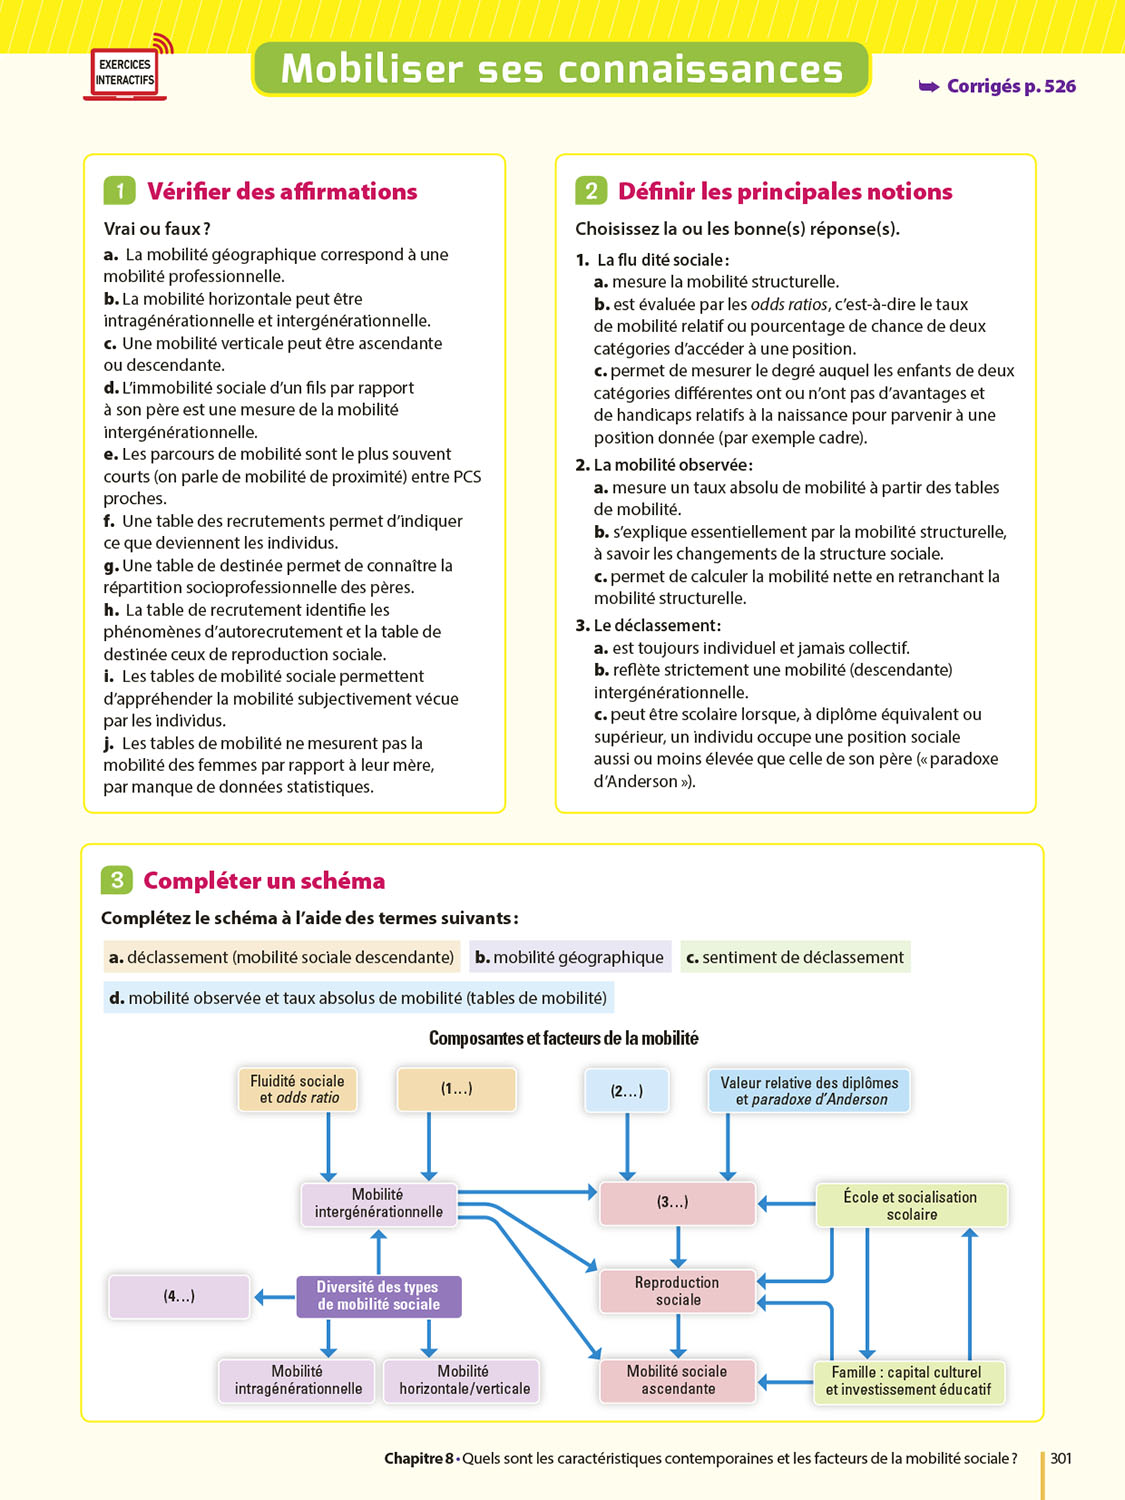 EXERCICES
INTERACTIFS
Mobiliser ses connaissances
➥ Corrigés p. 526
1 Vérifier des affirmations
Vrai ou faux ?
a. La mobilité géographique correspond à une
mobilité professionnelle.
b. La mobilité horizontale peut être
intragénérationnelle et intergénérationnelle.
c. Une mobilité verticale peut être ascendante
ou descendante.
d. L’immobilité sociale d’un fils par rapport
à son père est une mesure de la mobilité
intergénérationnelle.
e. Les parcours de mobilité sont le plus souvent
courts (on parle de mobilité de proximité) entre PCS
proches.
f. Une table des recrutements permet d’indiquer
ce que deviennent les individus.
g. Une table de destinée permet de connaître la
répartition socioprofessionnelle des pères.
h. La table de recrutement identifie les
phénomènes d’autorecrutement et la table de
destinée ceux de reproduction sociale.
i. Les tables de mobilité sociale permettent
d’appréhender la mobilité subjectivement vécue
par les individus.
j. Les tables de mobilité ne mesurent pas la
mobilité des femmes par rapport à leur mère,
par manque de données statistiques.
2 Définir les principales notions
Choisissez la ou les bonne(s) réponse(s).
1. La flu dité sociale :
a. mesure la mobilité structurelle.
b. est évaluée par les odds ratios, c’est-à-dire le taux
de mobilité relatif ou pourcentage de chance de deux
catégories d’accéder à une position.
c. permet de mesurer le degré auquel les enfants de deux
catégories différentes ont ou n’ont pas d’avantages et
de handicaps relatifs à la naissance pour parvenir à une
position donnée (par exemple cadre).
2. La mobilité observée :
a. mesure un taux absolu de mobilité à partir des tables
de mobilité.
b. s’explique essentiellement par la mobilité structurelle,
à savoir les changements de la structure sociale.
c. permet de calculer la mobilité nette en retranchant la
mobilité structurelle.
3. Le déclassement :
a. est toujours individuel et jamais collectif.
b. reflète strictement une mobilité (descendante)
intergénérationnelle.
c. peut être scolaire lorsque, à diplôme équivalent ou
supérieur, un individu occupe une position sociale
aussi ou moins élevée que celle de son père (« paradoxe
d’Anderson »).
3 Compléter un schéma
Complétez le schéma à l’aide des termes suivants :
a. déclassement (mobilité sociale descendante) b. mobilité géographique c. sentiment de déclassement
d. mobilité observée et taux absolus de mobilité (tables de mobilité)
Composantes et facteurs de la mobilité
Fluidité sociale
et odds ratio
(1...)
(2...)
Valeur relative des diplômes
et paradoxe d’Anderson
Mobilité
intergénérationnelle
(3...)
École et socialisation
scolaire
(4...)
Diversité des types
de mobilité sociale
Reproduction
sociale
Mobilité
intragénérationnelle
Mobilité
horizontale/verticale
Mobilité sociale
ascendante
Famille : capital culturel
et investissement éducatif
Chapitre 8 • Quels sont les caractéristiques contemporaines et les facteurs de la mobilité sociale ? 301